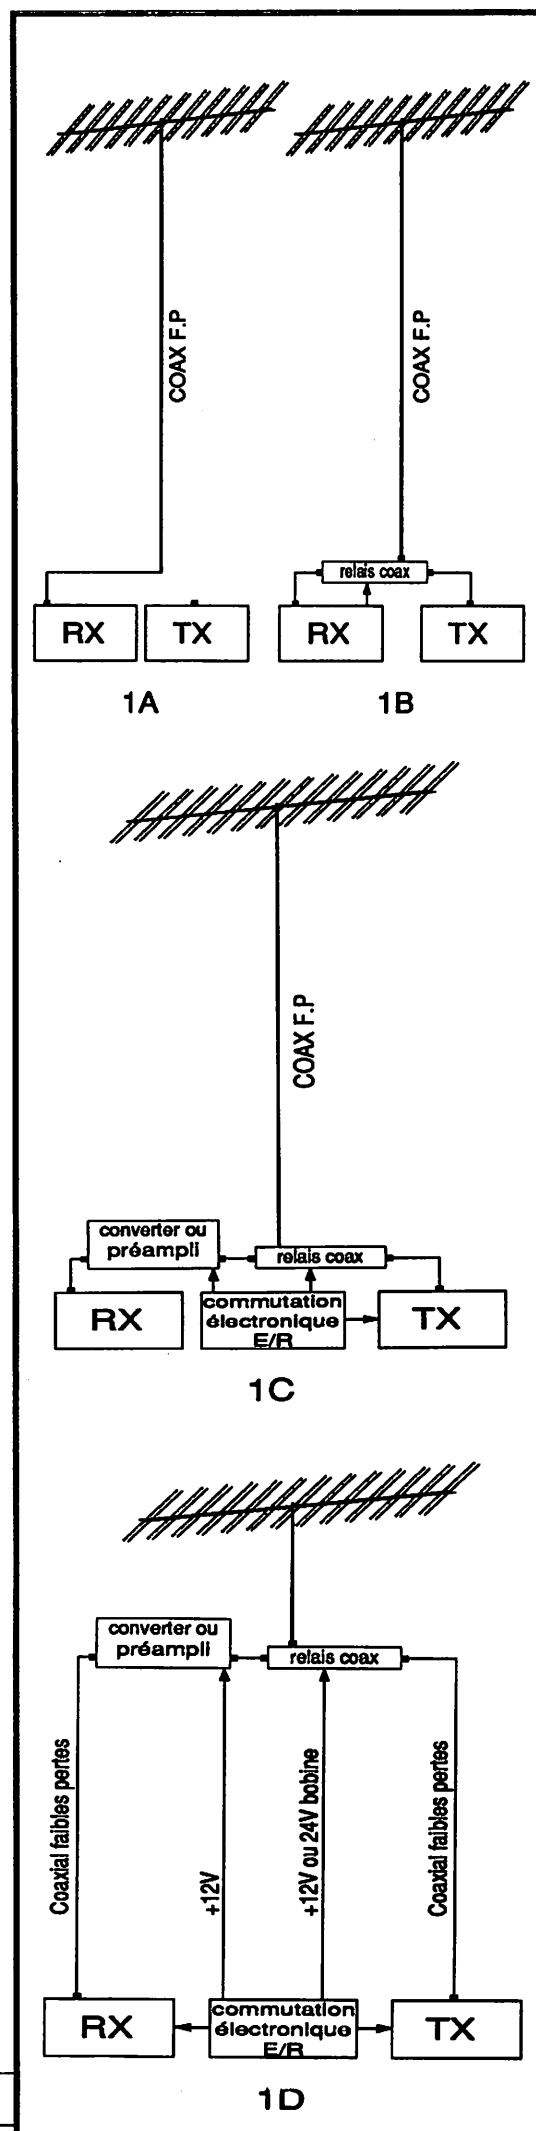 COAX F.P
COAX F.P
relais coax
RX
TX
RX
TX
1A
1B
COAX F.P
converter ou
préampli
relais coax
RX
commutation
électronique
E/R
TX
1C
converter ou
préampli
relais coax
Coaxial faibles pertes
+12V
+12V ou 24V bobine
Coaxial faibles pertes
RX
commutation
électronique
E/R
TX
1D